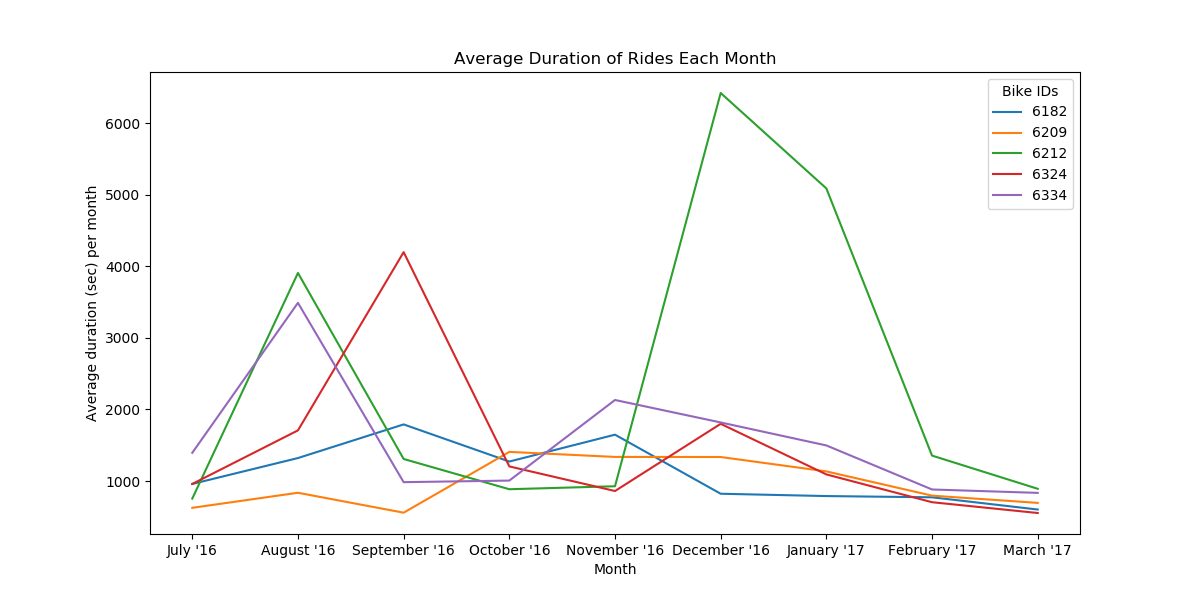 Average Duration of Rides Each Month
Average duration (sec) per month
6000
5000
4000
3000
2000
1000
Bike IDs
6182
6209
6212
6324
6334
July '16 August '16 September '16 October '16 November '16 December '16 January '17 February '17 March '17
Month